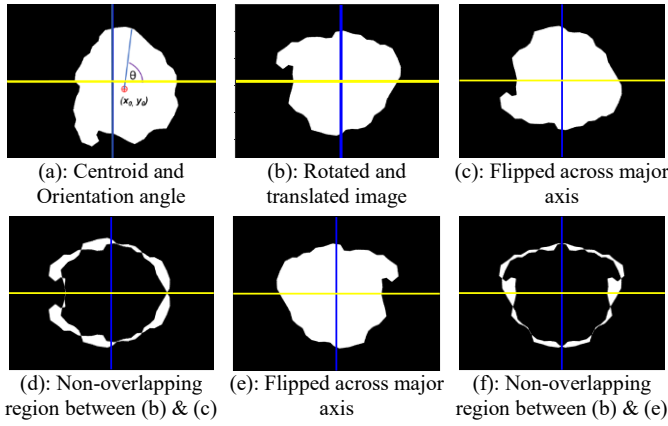 θ
(x₀, y₀)
(a): Centroid and
Orientation angle
(b): Rotated and
translated image
(c): Flipped across major
axis
(d): Non-overlapping
region between (b) & (c)
(e): Flipped across major
axis
(f): Non-overlapping
region between (b) & (e)